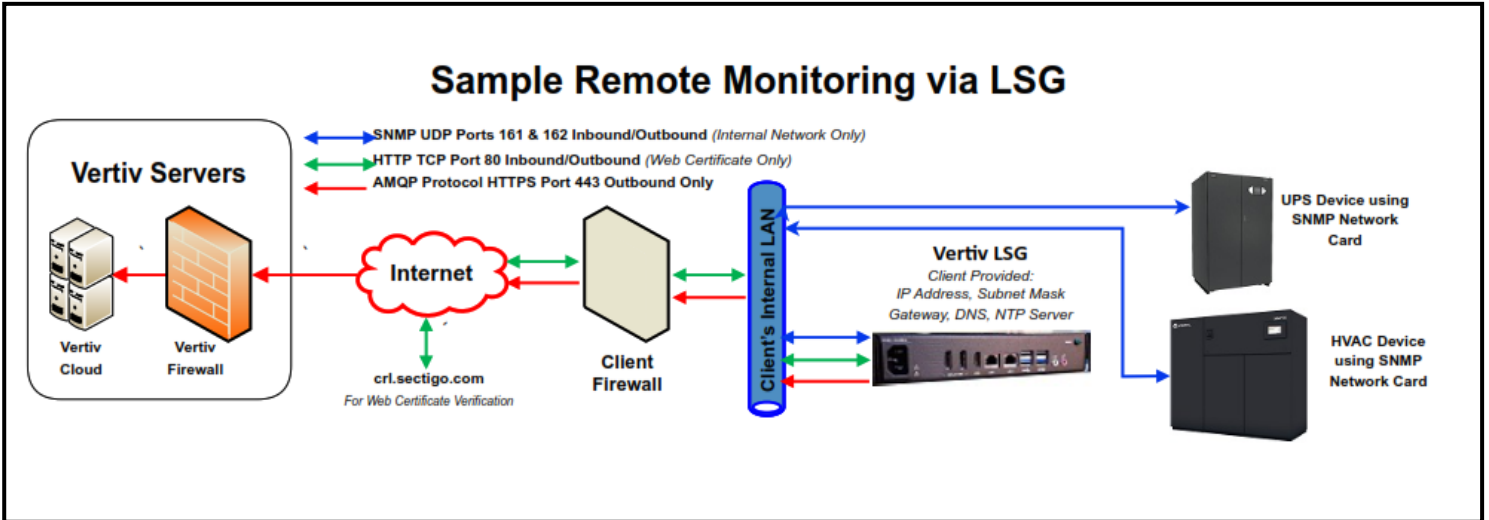 Sample Remote Monitoring via LSG
SNMP UDP Ports 161 & 162 Inbound/Outbound (Internal Network Only)
HTTP TCP Port 80 Inbound/Outbound (Web Certificate Only)
AMQP Protocol HTTPS Port 443 Outbound Only
Vertiv Servers
Vertiv
Cloud
Vertiv
Firewall
Internet
crl.sectigo.com
For Web Certificate Verification
Client
Firewall
Client's Internal LAN
Vertiv LSG
Client Provided:
IP Address, Subnet Mask
Gateway, DNS, NTP Server
UPS Device using
SNMP Network
Card
HVAC Device
using SNMP
Network Card